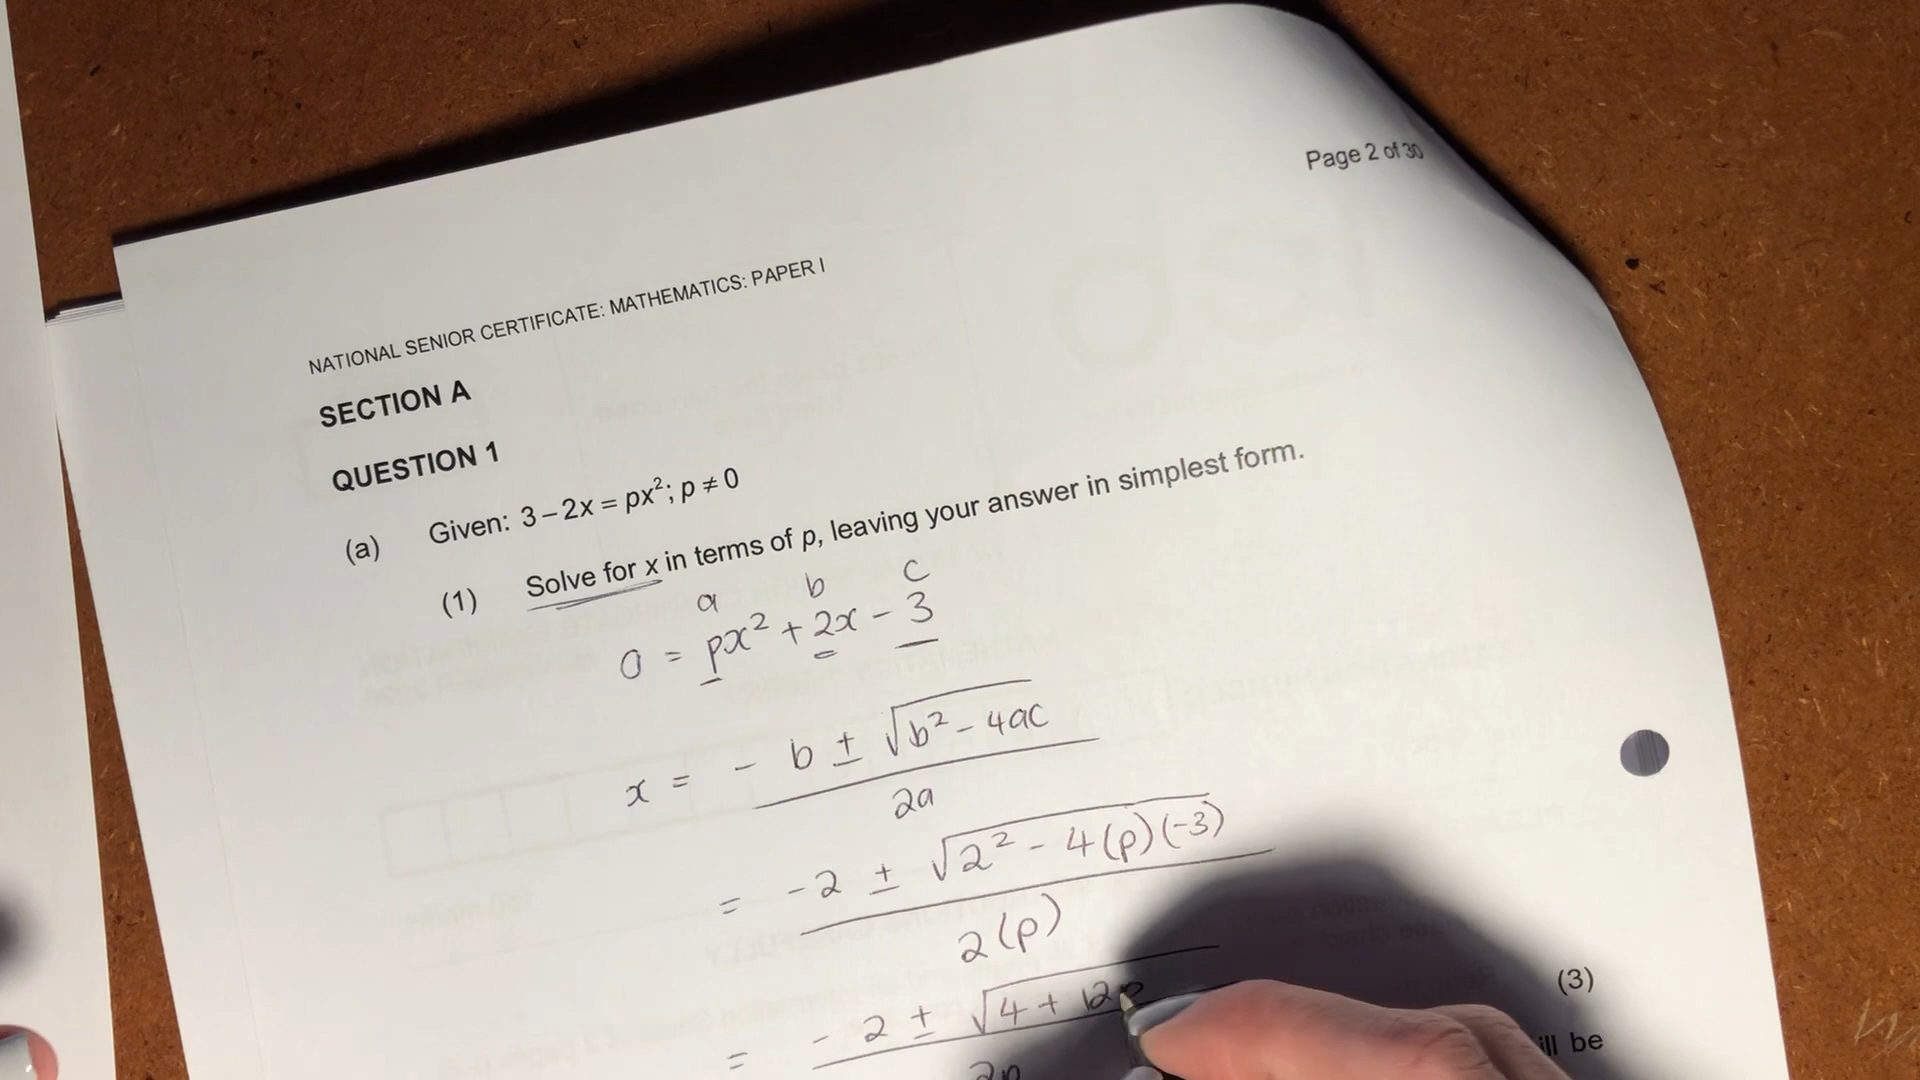 Page 2 of 30
NATIONAL SENIOR CERTIFICATE: MATHEMATICS: PAPER I
SECTION A
QUESTION 1
(a) Given: 3 – 2x = px²; p ≠ 0
(1) Solve for x in terms of p, leaving your answer in simplest form.
a b c
0 = px² + 2x - 3
x = - b ± √b² - 4ac
2a
= -2 ± √2² - 4(p)(-3)
2(p)
= - 2 ± √4 + 12p
2p
(3)
be